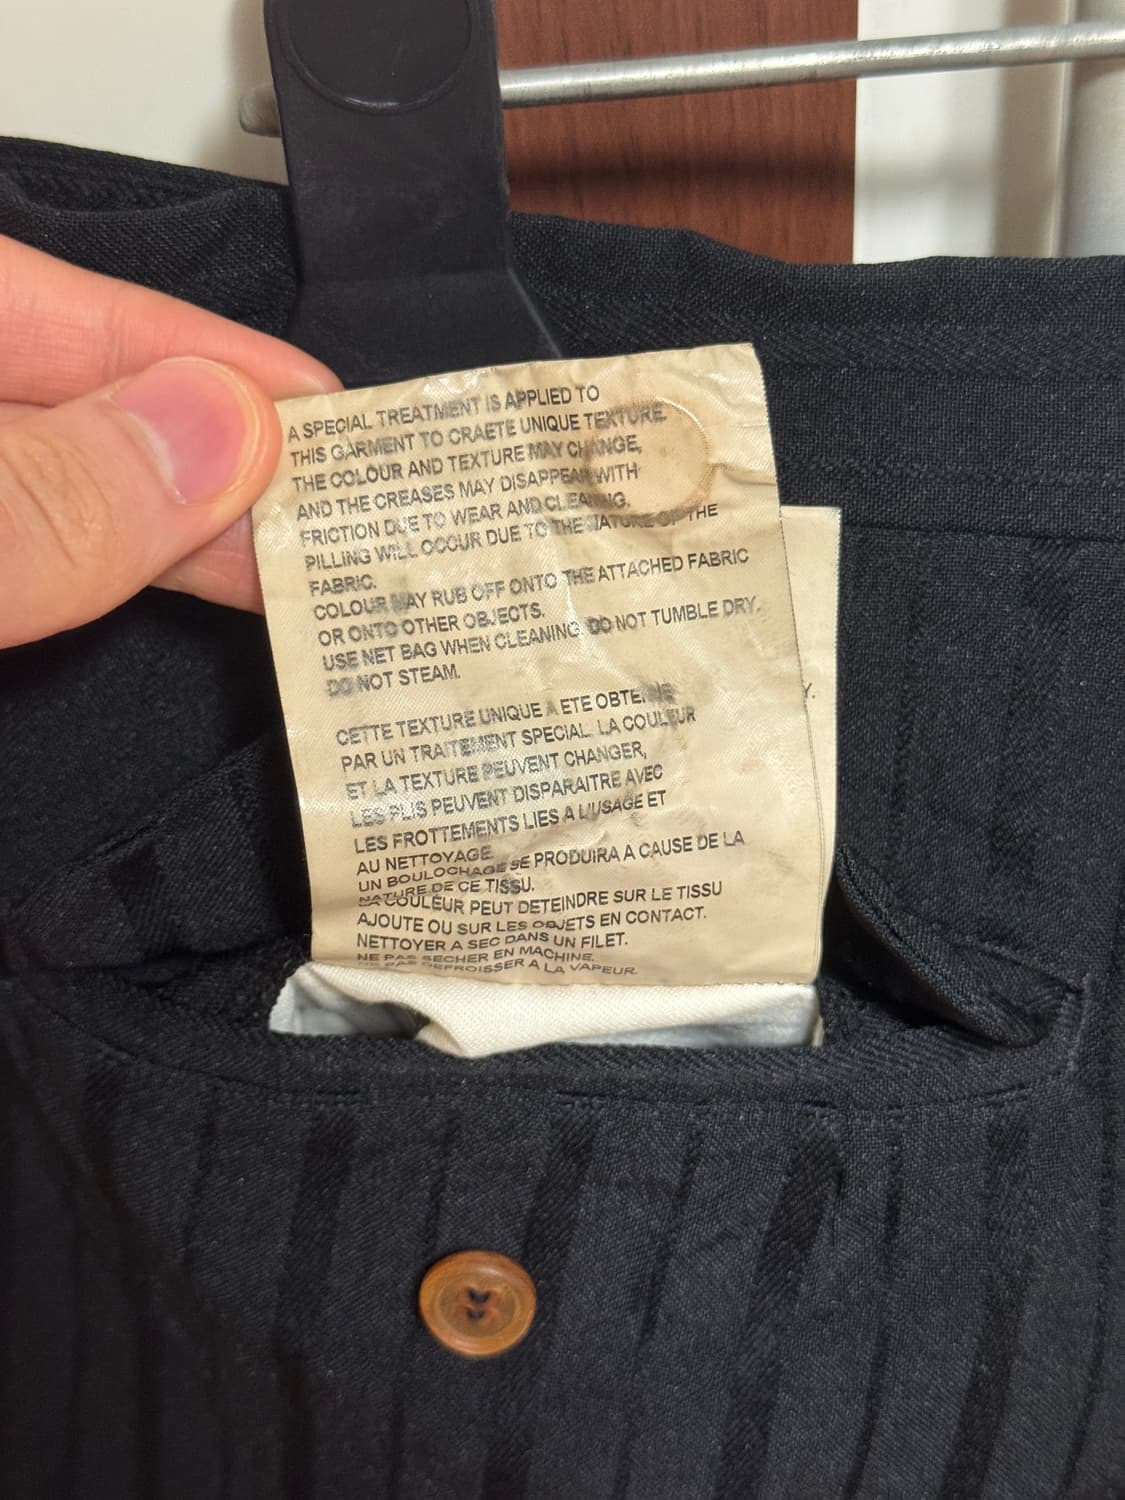 A SPECIAL TREATMENT IS APPLIED TO
THIS GARMENT TO CRAETE UNIQUE TEXTURE.
THE COLOUR AND TEXTURE MAY CHANGE,
AND THE CREASES MAY DISAPPEAR WITH
FRICTION DUE TO WEAR AND CLEANING.
PILLING WILL OCCUR DUE TO THE NATURE OF THE
FABRIC.
COLOUR MAY RUB OFF ONTO THE ATTACHED FABRIC
OR ONTO OTHER OBJECTS.
USE NET BAG WHEN CLEANING. DO NOT TUMBLE DRY.
DO NOT STEAM.
CETTE TEXTURE UNIQUE A ETE OBTENUE
PAR UN TRAITEMENT SPECIAL. LA COULEUR
ET LA TEXTURE PEUVENT CHANGER,
LES PLIS PEUVENT DISPARAITRE AVEC
LES FROTTEMENTS LIES A L'USAGE ET
AU NETTOYAGE
UN BOULOCHAGE SE PRODUIRA A CAUSE DE LA
NATURE DE CE TISSU.
LA COULEUR PEUT DETEINDRE SUR LE TISSU
AJOUTE OU SUR LES OBJETS EN CONTACT.
NETTOYER A SEC DANS UN FILET.
NE PAS SECHER EN MACHINE.
NE PAS DEFROISSER A LA VAPEUR.
Y.